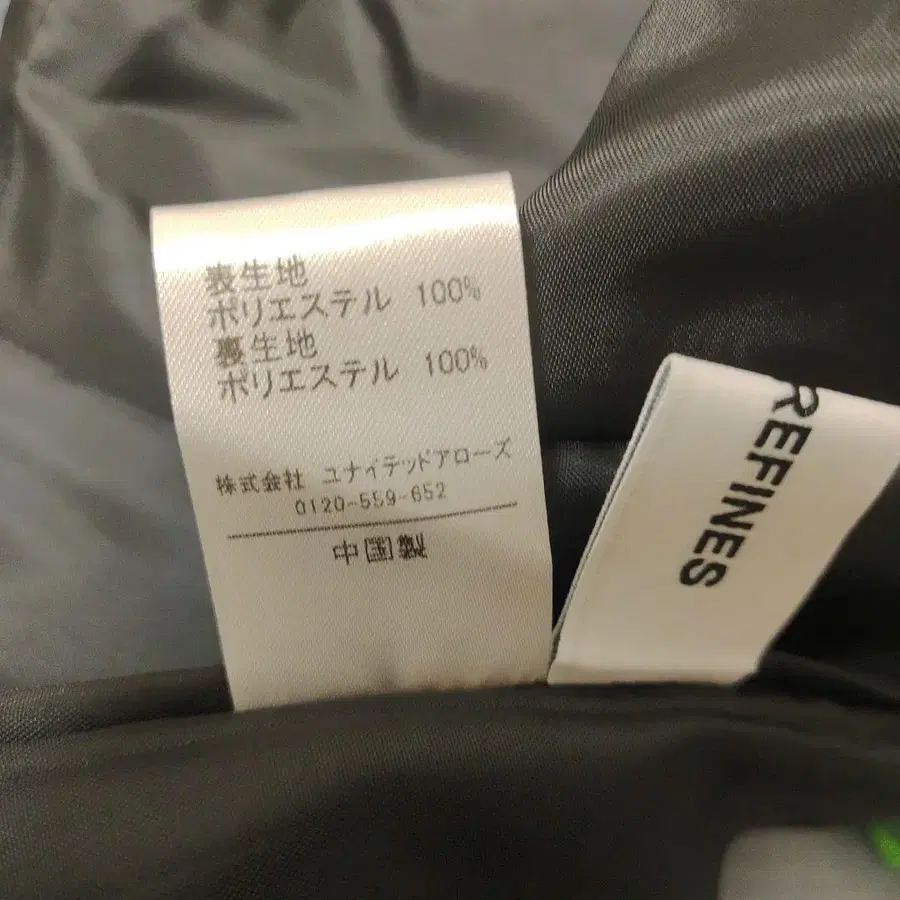 表生地
ポリエステル 100%
裏生地
ポリエステル 100%
株式会社 ユナイテッドアローズ
0120-559-652
中国製
REFINES